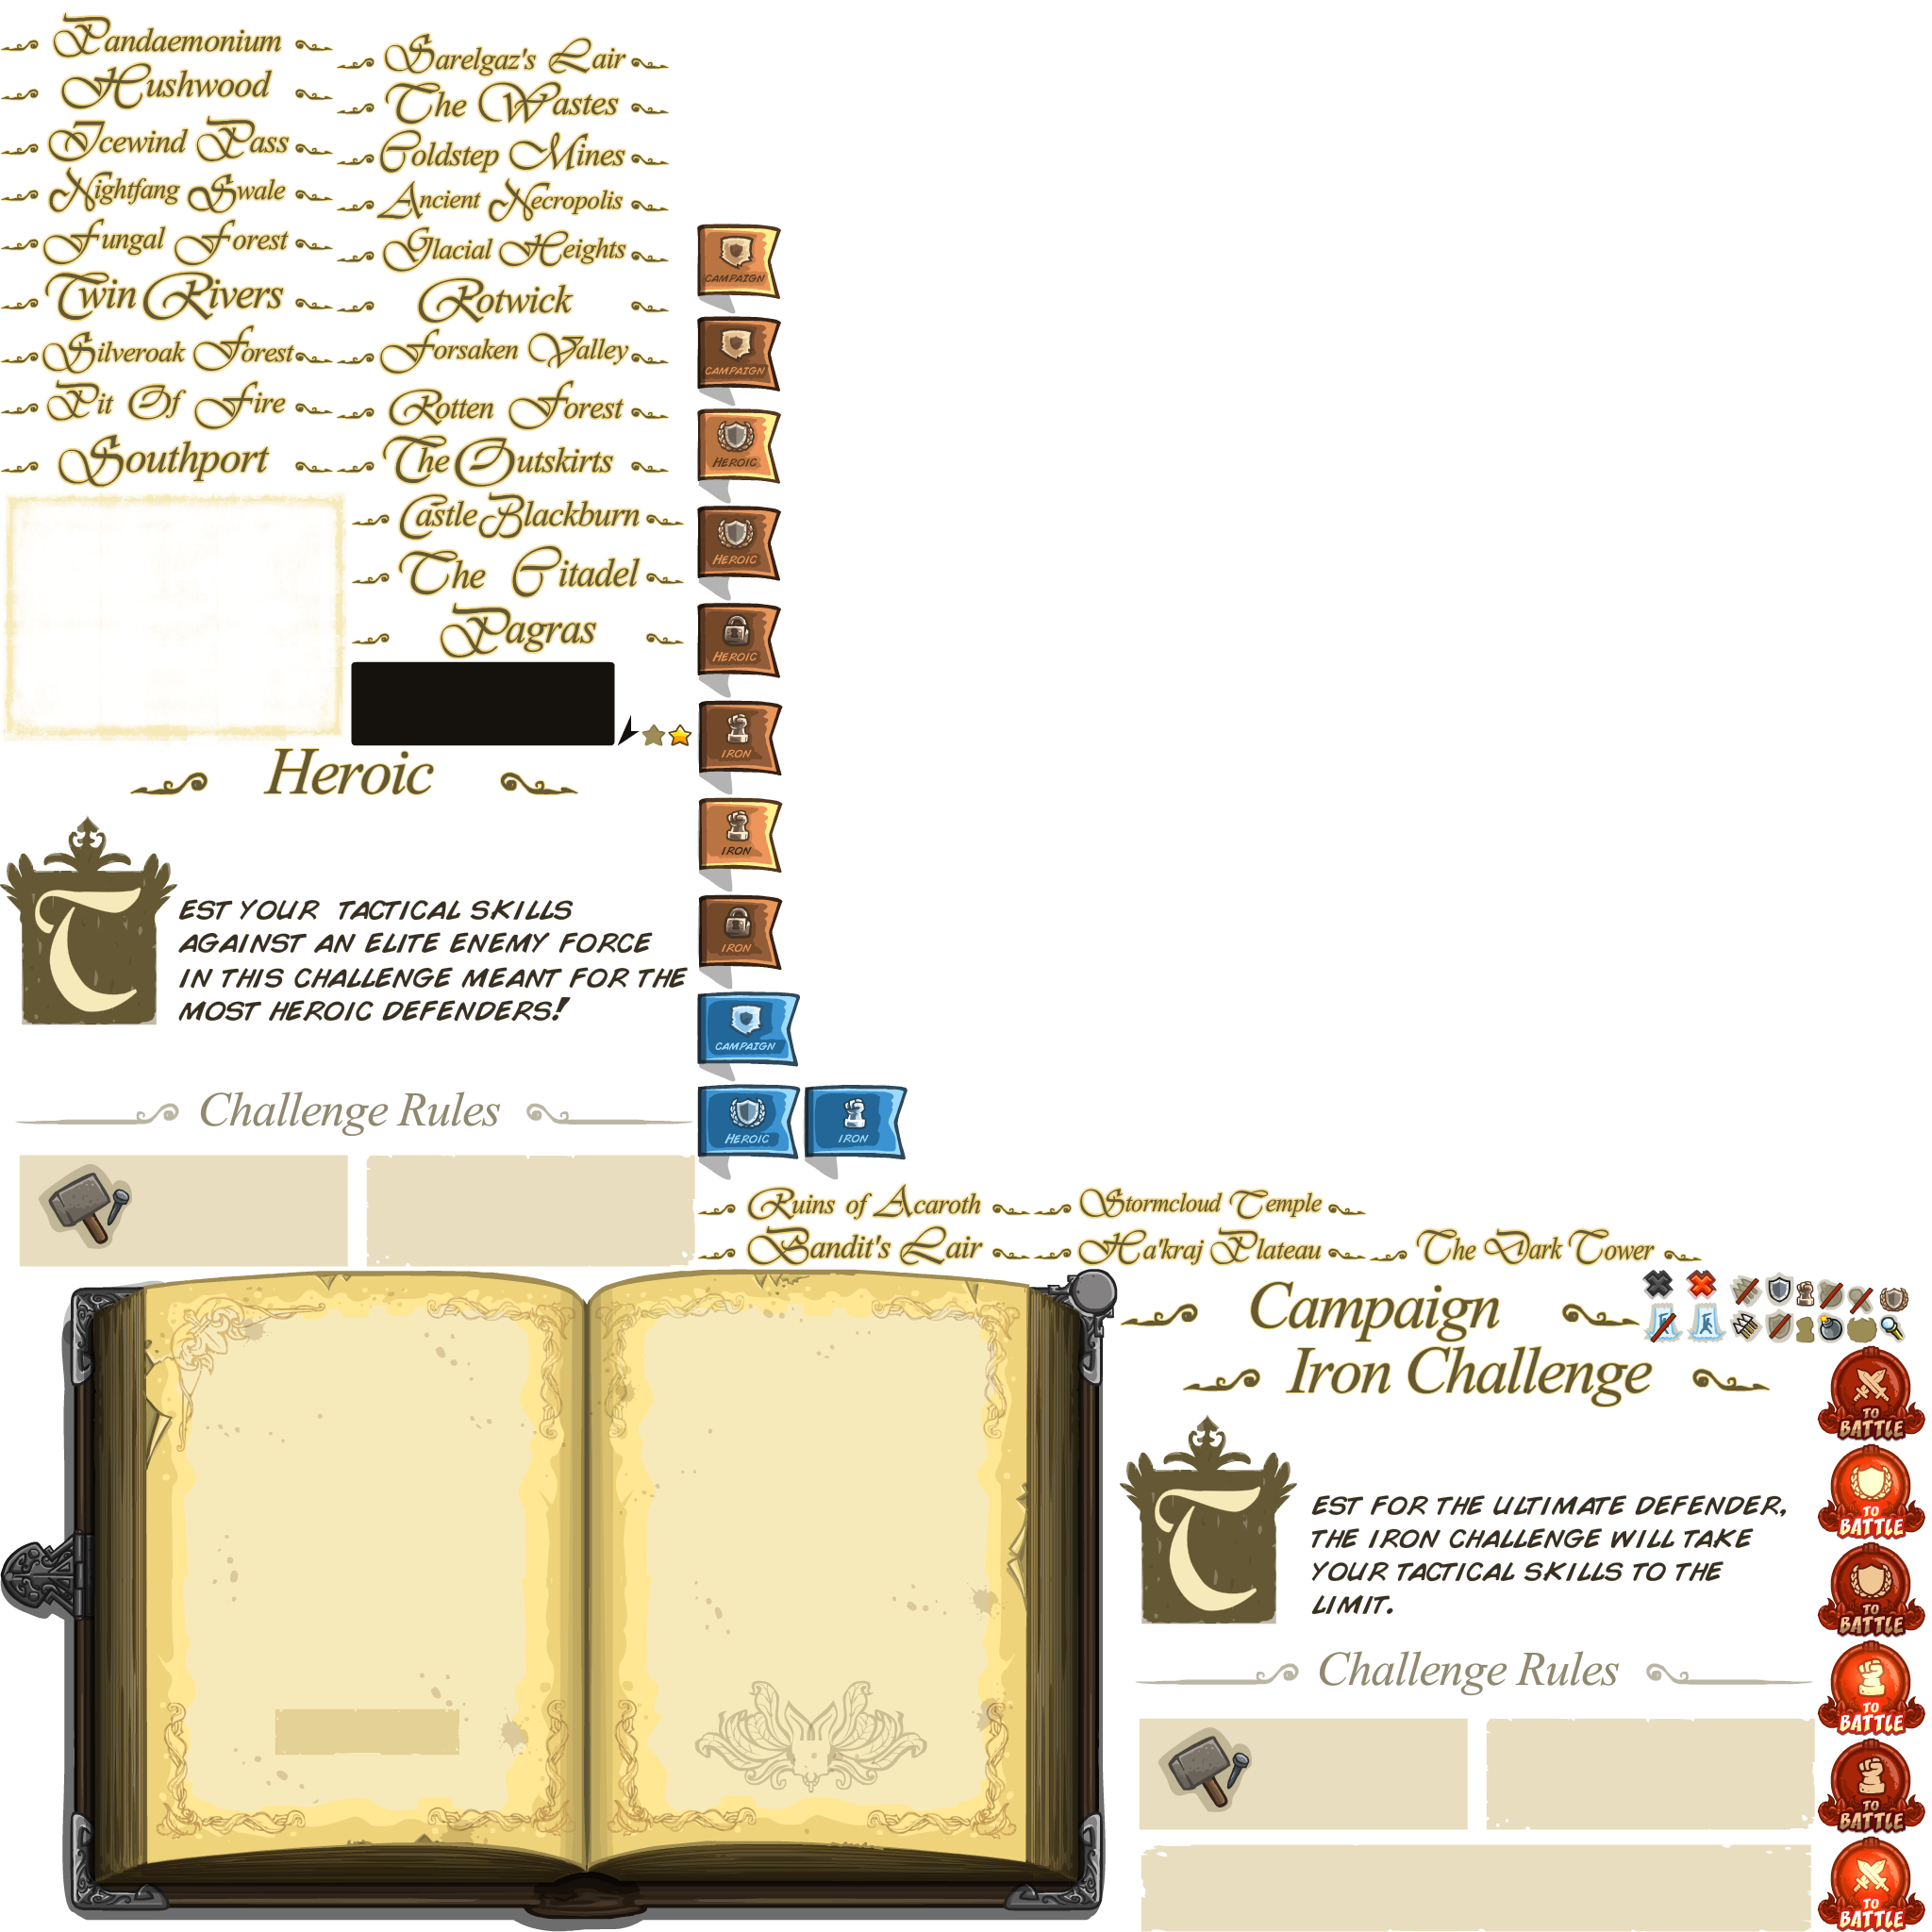 Pandaemonium
Hushwood
Icewind Pass
Nightfang Swale
Fungal Forest
Twin Rivers
Silveroak Forest
Pit Of Fire
Southport
Sarelgaz's Lair
The Wastes
Coldstep Mines
Ancient Necropolis
Glacial Heights
Rotwick
Forsaken Valley
Rotten Forest
The Outskirts
Castle Blackburn
The Citadel
Pagras
CAMPAIGN
CAMPAIGN
HEROIC
HEROIC
HEROIC
IRON
IRON
IRON
CAMPAIGN
HEROIC
IRON
Heroic
TEST YOUR TACTICAL SKILLS
AGAINST AN ELITE ENEMY FORCE
IN THIS CHALLENGE MEANT FOR THE
MOST HEROIC DEFENDERS!
Challenge Rules
Ruins of Acaroth
Stormcloud Temple
Bandit's Lair
Ha'kraj Plateau
The Dark Tower
Campaign
Iron Challenge
TEST FOR THE ULTIMATE DEFENDER,
THE IRON CHALLENGE WILL TAKE
YOUR TACTICAL SKILLS TO THE
LIMIT.
Challenge Rules
TO
BATTLE
TO
BATTLE
TO
BATTLE
TO
BATTLE
TO
BATTLE
TO
BATTLE